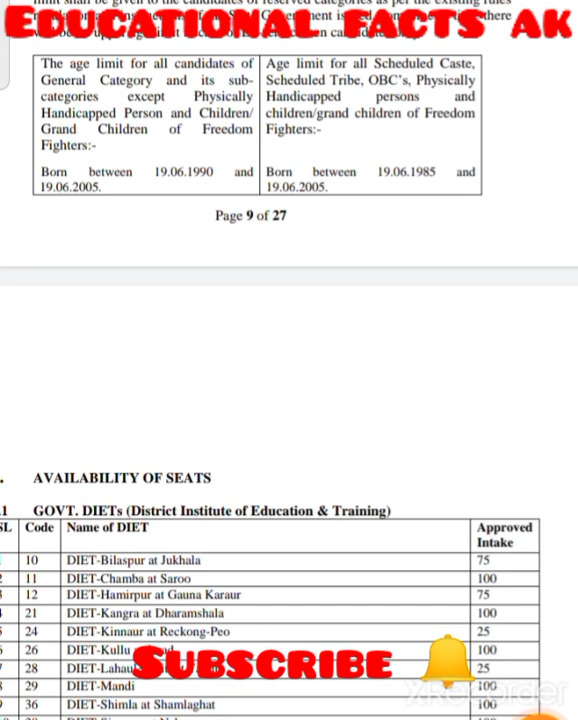 EDUCATIONAL FACTS AK
The age limit for all candidates of
General Category and its sub-
categories except Physically
Handicapped Person and Children/
Grand Children of Freedom
Fighters:-
Born between 19.06.1990 and
19.06.2005.
Age limit for all Scheduled Caste,
Scheduled Tribe, OBC's, Physically
Handicapped persons and
children/grand children of Freedom
Fighters:-
Born between 19.06.1985 and
19.06.2005.
Page 9 of 27
AVAILABILITY OF SEATS
.1 GOVT. DIETs (District Institute of Education & Training)
SL Code Name of DIET Approved
Intake
10 DIET-Bilaspur at Jukhala 75
11 DIET-Chamba at Saroo 100
12 DIET-Hamirpur at Gauna Karaur 75
21 DIET-Kangra at Dharamshala 100
24 DIET-Kinnaur at Reckong-Peo 25
26 DIET-Kullu 100
28 25
SUBSCRIBE
29 DIET-Mandi 100
XRecorder
36 DIET-Shimla at Shamlaghat 100